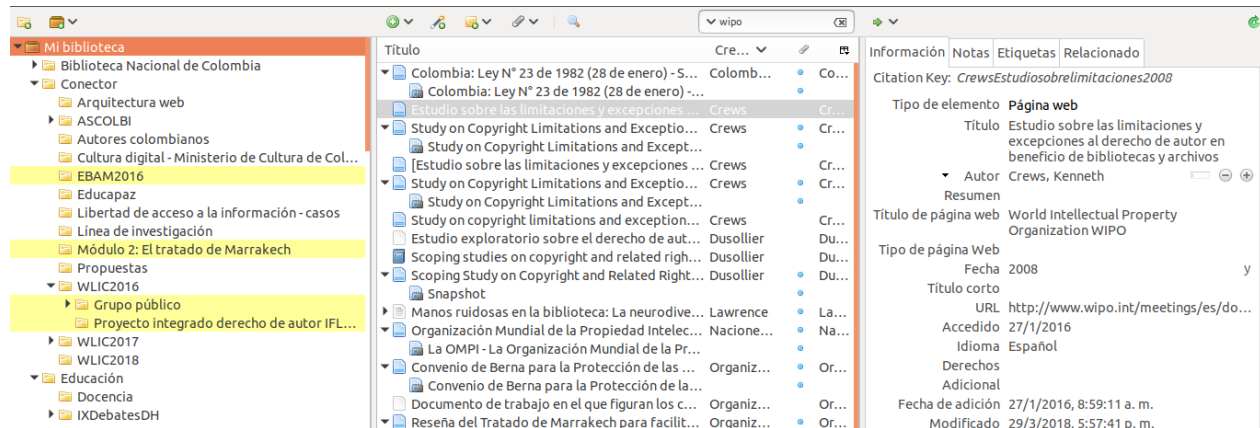 wipo
Mi biblioteca
Biblioteca Nacional de Colombia
Conector
Arquitectura web
ASCOLBI
Autores colombianos
Cultura digital - Ministerio de Cultura de Col...
EBAM2016
Educapaz
Libertad de acceso a la información - casos
Línea de investigación
Módulo 2: El tratado de Marrakech
Propuestas
WLIC2016
Grupo público
Proyecto integrado derecho de autor IFL...
WLIC2017
WLIC2018
Educación
Docencia
IXDebatesDH
Título Cre...
Colombia: Ley N° 23 de 1982 (28 de enero) - S... Colomb... Co...
Colombia: Ley N° 23 de 1982 (28 de enero) -...
Estudio sobre las limitaciones y excepciones ... Crews Cr...
Study on Copyright Limitations and Exceptio... Crews Cr...
Study on Copyright Limitations and Except...
[Estudio sobre las limitaciones y excepciones ... Crews Cr...
Study on Copyright Limitations and Exceptio... Crews Cr...
Study on Copyright Limitations and Except...
Study on copyright limitations and exception... Crews Cr...
Estudio exploratorio sobre el derecho de aut... Dusollier Du...
Scoping studies on copyright and related righ... Dusollier Du...
Scoping Study on Copyright and Related Right... Dusollier Du...
Snapshot
Manos ruidosas en la biblioteca: La neurodive... Lawrence La...
Organización Mundial de la Propiedad Intelec... Nacione... Na...
La OMPI - La Organización Mundial de la Pr...
Convenio de Berna para la Protección de las ... Organiz... Or...
Convenio de Berna para la Protección de la...
Documento de trabajo en el que figuran los c... Organiz... Or...
Reseña del Tratado de Marrakech para facilit... Organiz... Or...
Información Notas Etiquetas Relacionado
Citation Key: CrewsEstudiosobrelimitaciones2008
Tipo de elemento Página web
Título Estudio sobre las limitaciones y
excepciones al derecho de autor en
beneficio de bibliotecas y archivos
Autor Crews, Kenneth
Resumen
Título de página web World Intellectual Property
Organization WIPO
Tipo de página Web
Fecha 2008 y
Título corto
URL http://www.wipo.int/meetings/es/do...
Accedido 27/1/2016
Idioma Español
Derechos
Adicional
Fecha de adición 27/1/2016, 8:59:11 a. m.
Modificado 29/3/2018, 5:57:41 p. m.